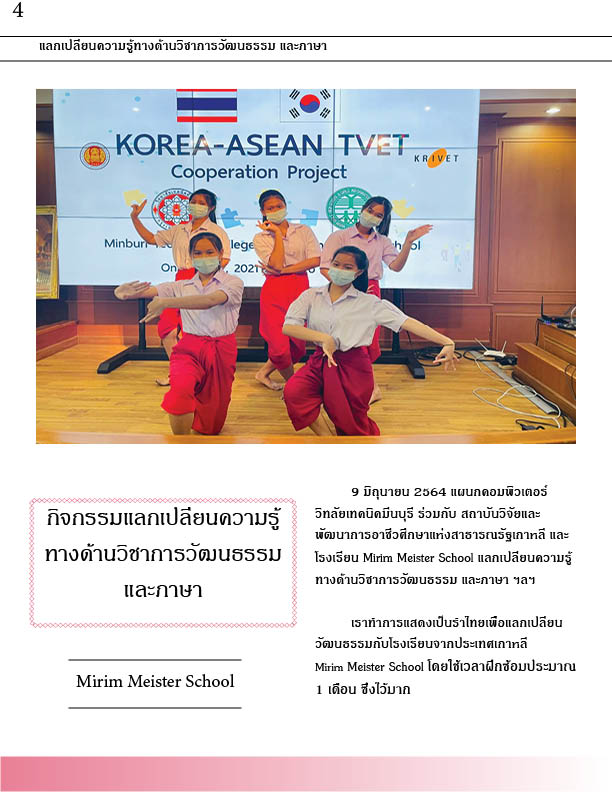 4
แลกเปลี่ยนความรู้ทางด้านวิชาการวัฒนธรรม และภาษา
KOREA-ASEAN TVET
KRIVET
Cooperation Project
Minburi
2021
กิจกรรมแลกเปลี่ยนความรู้
ทางด้านวิชาการวัฒนธรรม
และภาษา
Mirim Meister School
9 มิถุนายน 2564 แผนกคอมพิวเตอร์
วิทลัยเทคนิคมีนบุรี ร่วมกับ สถาบันวิจัยและ
พัฒนาการอาชีวศึกษาแห่งสาธารณรัฐเกาหลี และ
โรงเรียน Mirim Meister School แลกเปลี่ยนความรู้
ทางด้านวิชาการวัฒนธรรม และภาษา ฯลฯ
เราทำการแสดงเป็นรำไทยเพื่อแลกเปลี่ยน
วัฒนธรรมกับโรงเรียนจากประเทศเกาหลี
Mirim Meister School โดยใช้เวลาฝึกซ้อมประมาณ
1 เดือน ซึ่งไว้มาก